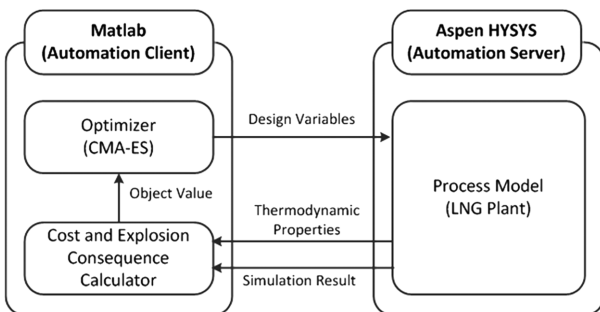 Matlab
(Automation Client)
Aspen HYSYS
(Automation Server)
Optimizer
(CMA-ES)
Design Variables
Object Value
Process Model
(LNG Plant)
Thermodynamic
Properties
Cost and Explosion
Consequence
Calculator
Simulation Result